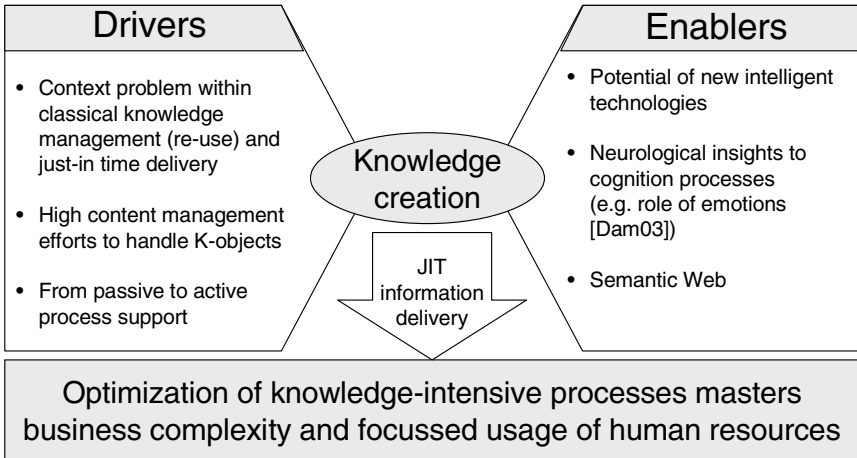 Drivers
• Context problem within
classical knowledge
management (re-use) and
just-in time delivery
• High content management
efforts to handle K-objects
• From passive to active
process support
Knowledge
creation
JIT
information
delivery
Enablers
• Potential of new intelligent
technologies
• Neurological insights to
cognition processes
(e.g. role of emotions
[Dam03])
• Semantic Web
Optimization of knowledge-intensive processes masters
business complexity and focussed usage of human resources